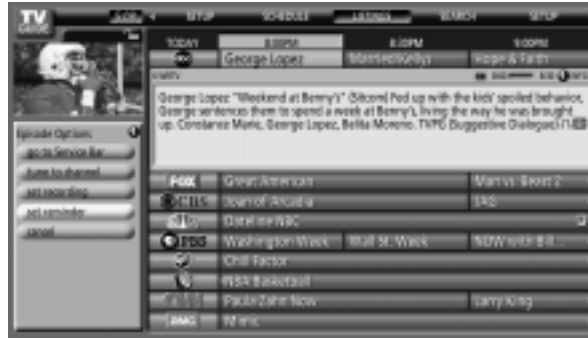 TV
GUIDE
SETUP SCHEDULE LISTINGS SEARCH SETUP
TODAY 8:00PM 8:30PM 9:00PM
abc George Lopez Married/Kellys Hope & Faith
George Lopez "Weekend at Benny's" (Sitcom) Fed up with the kids' spoiled behavior,
George sentences them to spend a week at Benny's, living the way he was brought
up. Constance Marie, George Lopez, Belita Moreno. TVPG (Suggestive Dialogue)
Episode Options
go to Service Bar
tune to channel
set recording
set reminder
cancel
FOX Great American Man vs. Beast 2
CBS Joan of Arcadia JAG
Dateline NBC
PBS Washington Week Wall St. Week NOW with Bill...
Chill Factor
NBA Basketball
Paula Zahn Now Larry King
Mimic